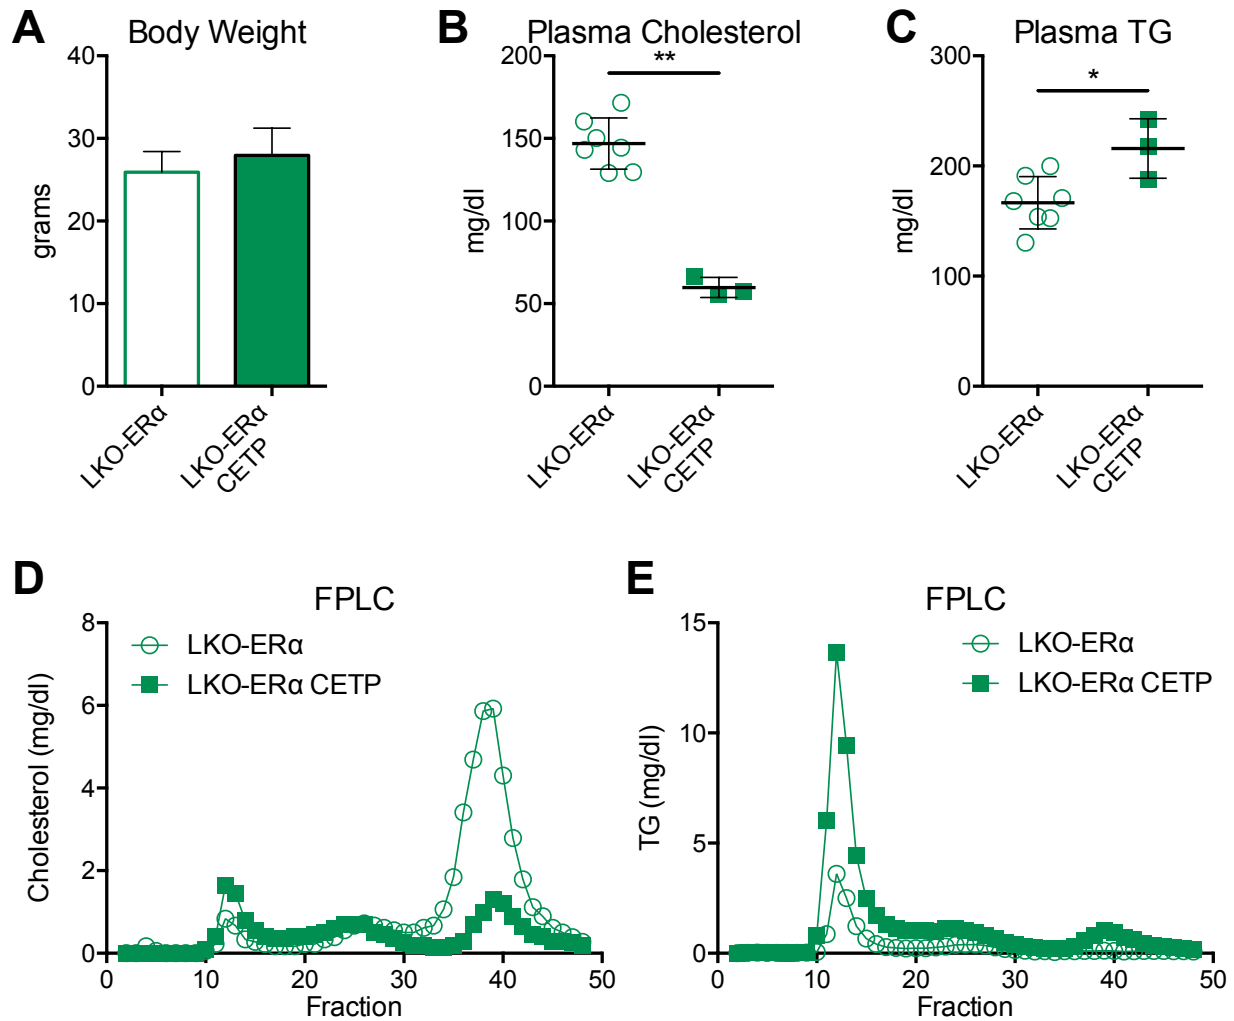 A
Body Weight
40
30
20
10
0
grams
LKO-ERα
LKO-ERα
CETP
B
Plasma Cholesterol
200
150
100
50
0
mg/dl
**
LKO-ERα
LKO-ERα
CETP
C
Plasma TG
300
200
100
0
mg/dl
*
LKO-ERα
LKO-ERα
CETP
D
FPLC
8
6
4
2
0
Cholesterol (mg/dl)
LKO-ERα
LKO-ERα CETP
0 10 20 30 40 50
Fraction
E
FPLC
15
10
5
0
TG (mg/dl)
LKO-ERα
LKO-ERα CETP
0 10 20 30 40 50
Fraction